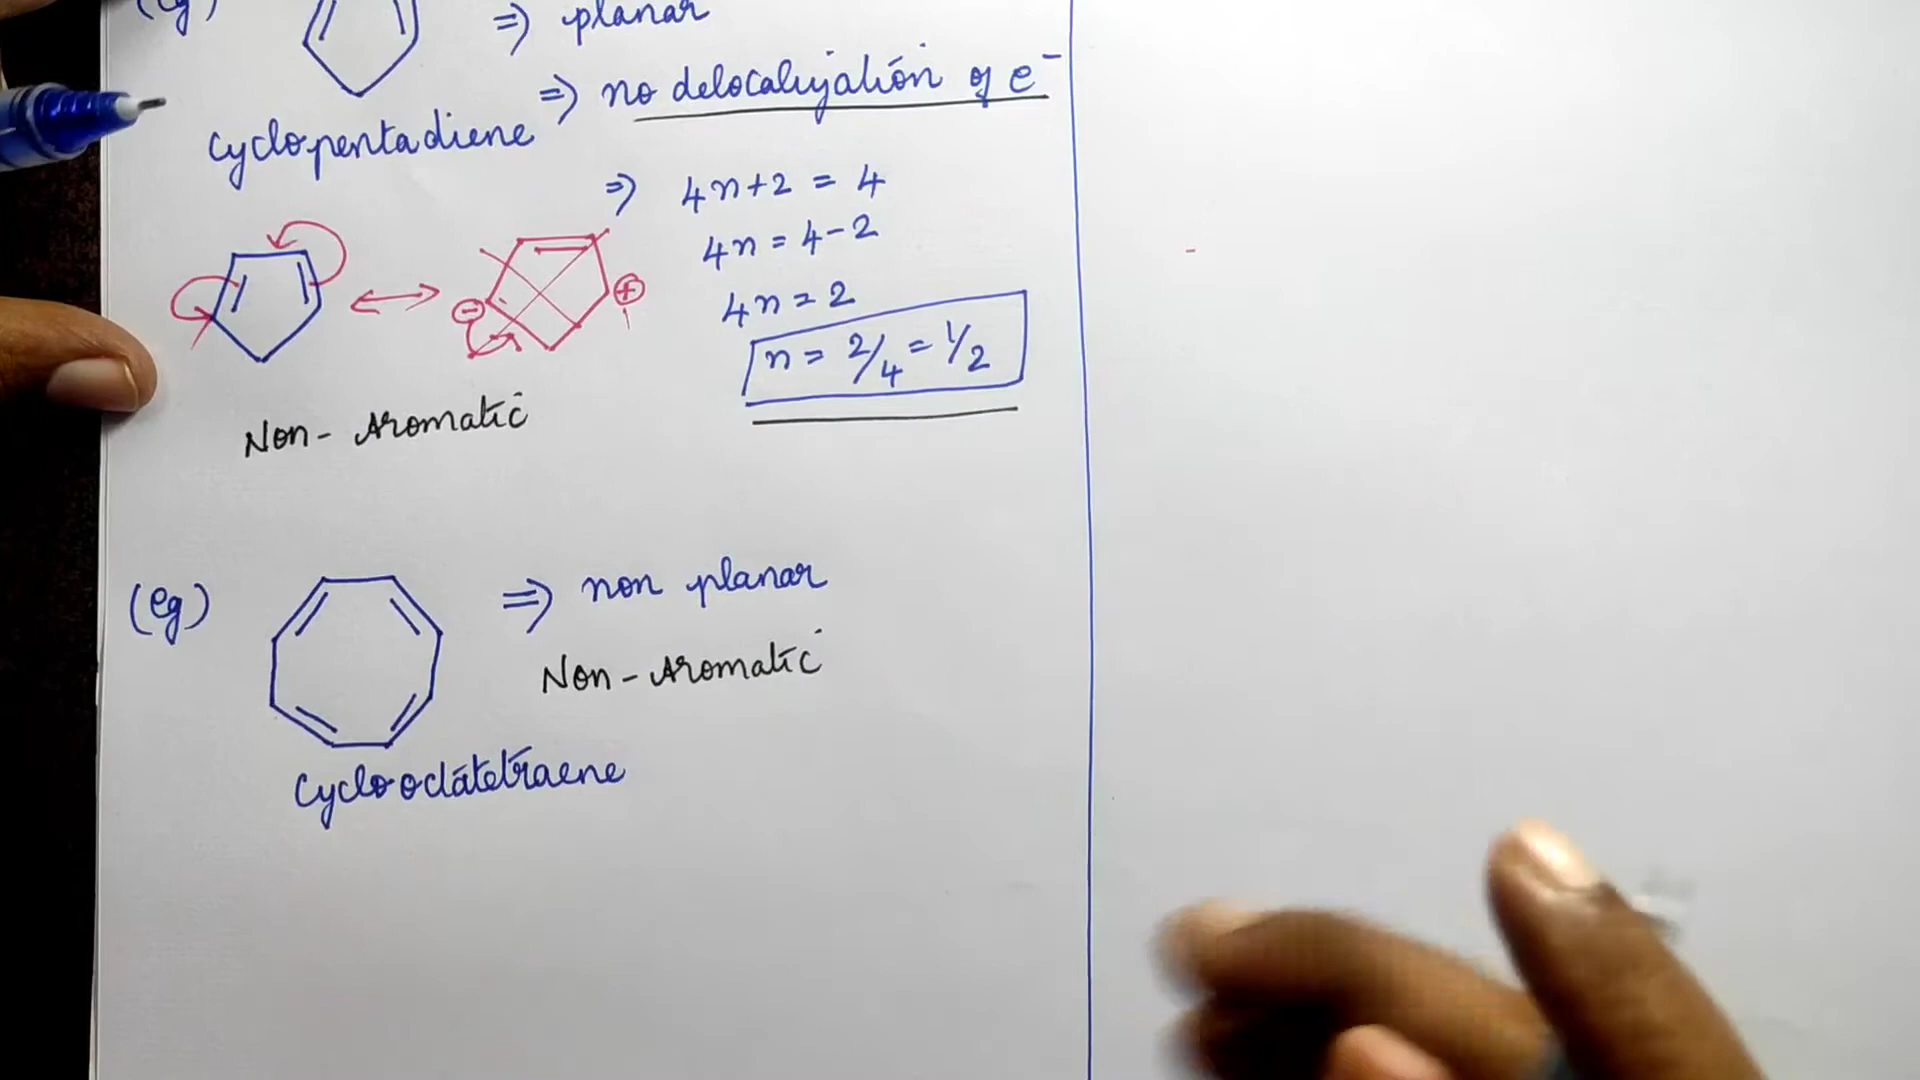 (eg) ⇒ planar
⇒ no delocalization of e⁻
Cyclopentadiene
⇒ 4n+2 = 4
4n = 4-2
4n = 2
n = 2/4 = 1/2
⊖ ⊕
Non-Aromatic
(eg) ⇒ non planar
Non-Aromatic
Cyclooctatetraene